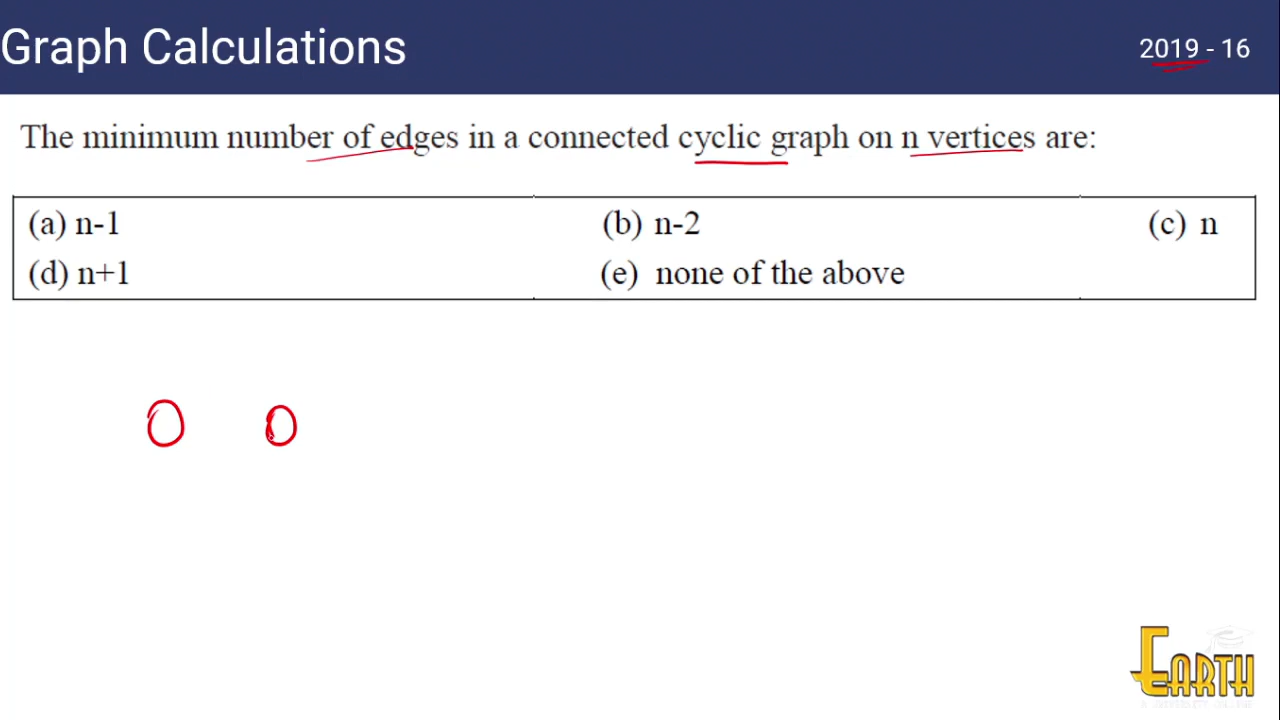 Graph Calculations
2019 - 16
The minimum number of edges in a connected cyclic graph on n vertices are:
(a) n-1 (b) n-2 (c) n
(d) n+1 (e) none of the above
EARTH